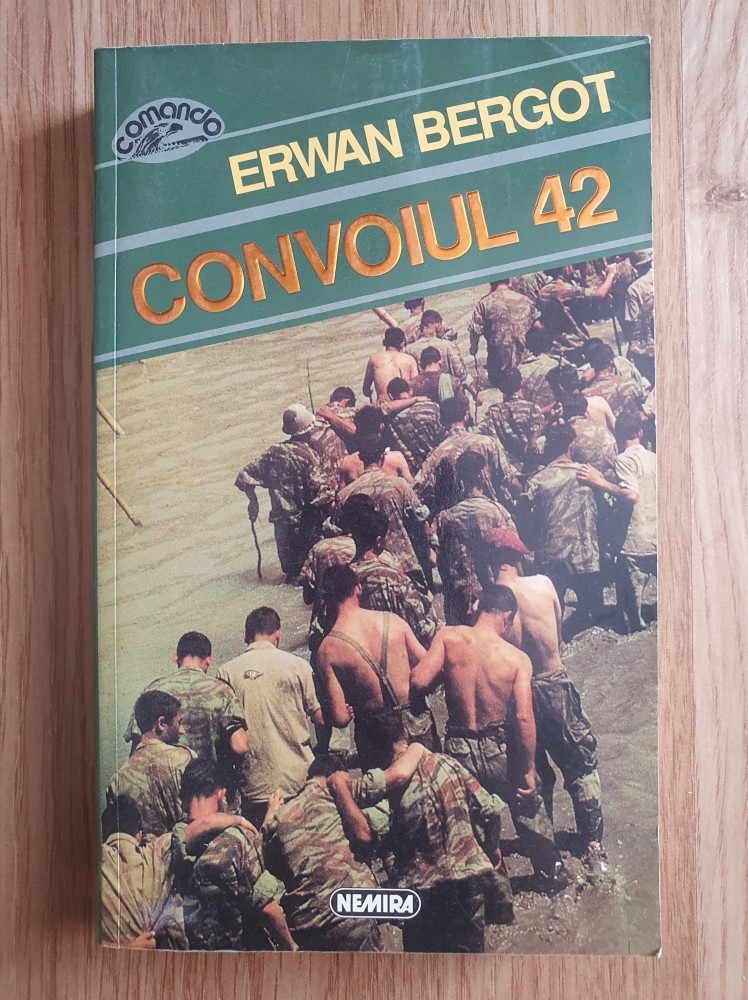 comando
ERWAN BERGOT
CONVOIUL 42
NEMIRA